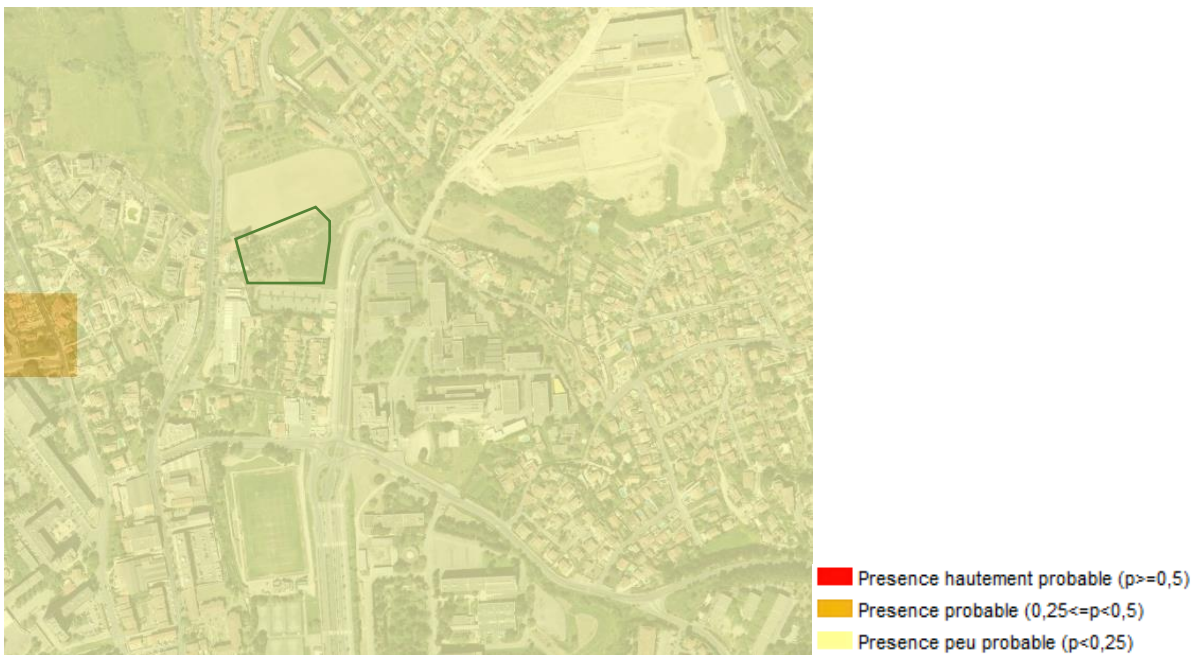 Presence hautement probable (p>=0,5)
Presence probable (0,25<=p<0,5)
Presence peu probable (p<0,25)